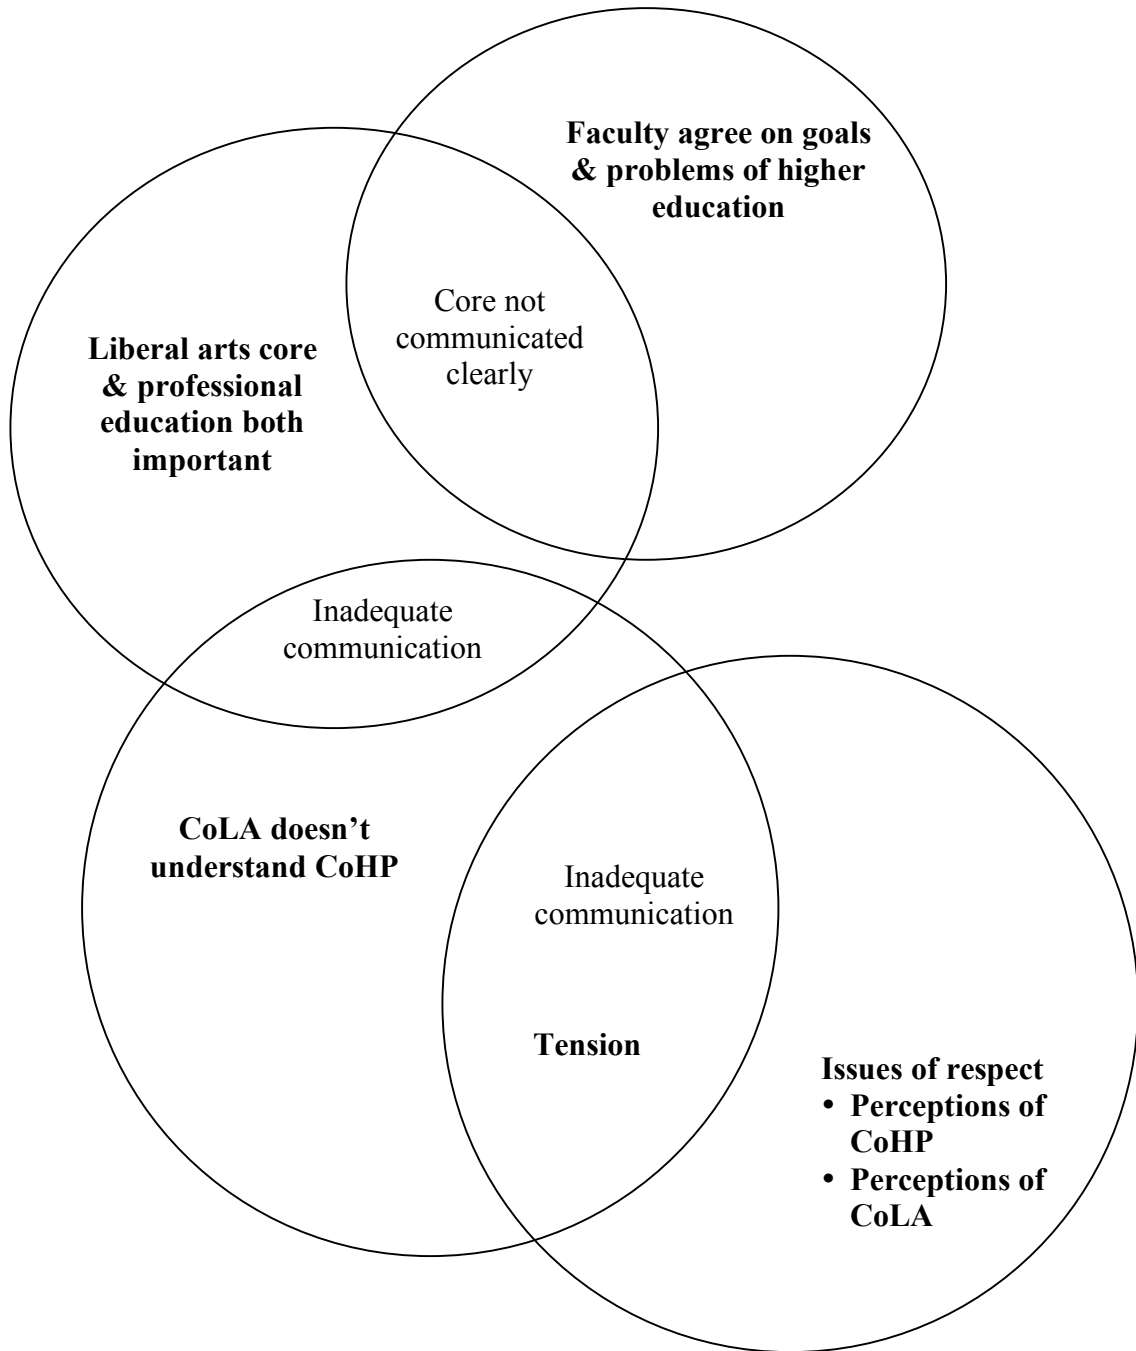 Faculty agree on goals
& problems of higher
education
Core not
communicated
clearly
Liberal arts core
& professional
education both
important
Inadequate
communication
CoLA doesn’t
understand CoHP
Inadequate
communication
Tension
Issues of respect
• Perceptions of
CoHP
• Perceptions of
CoLA